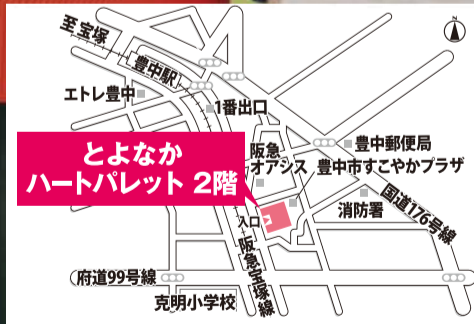 N
至 宝塚
豊中駅
エトレ豊中
1番出口
とよなか
ハートパレット 2階
阪急
オアシス
豊中郵便局
豊中市すこやかプラザ
消防署
国道176号線
入口
阪急宝塚線
府道99号線
克明小学校